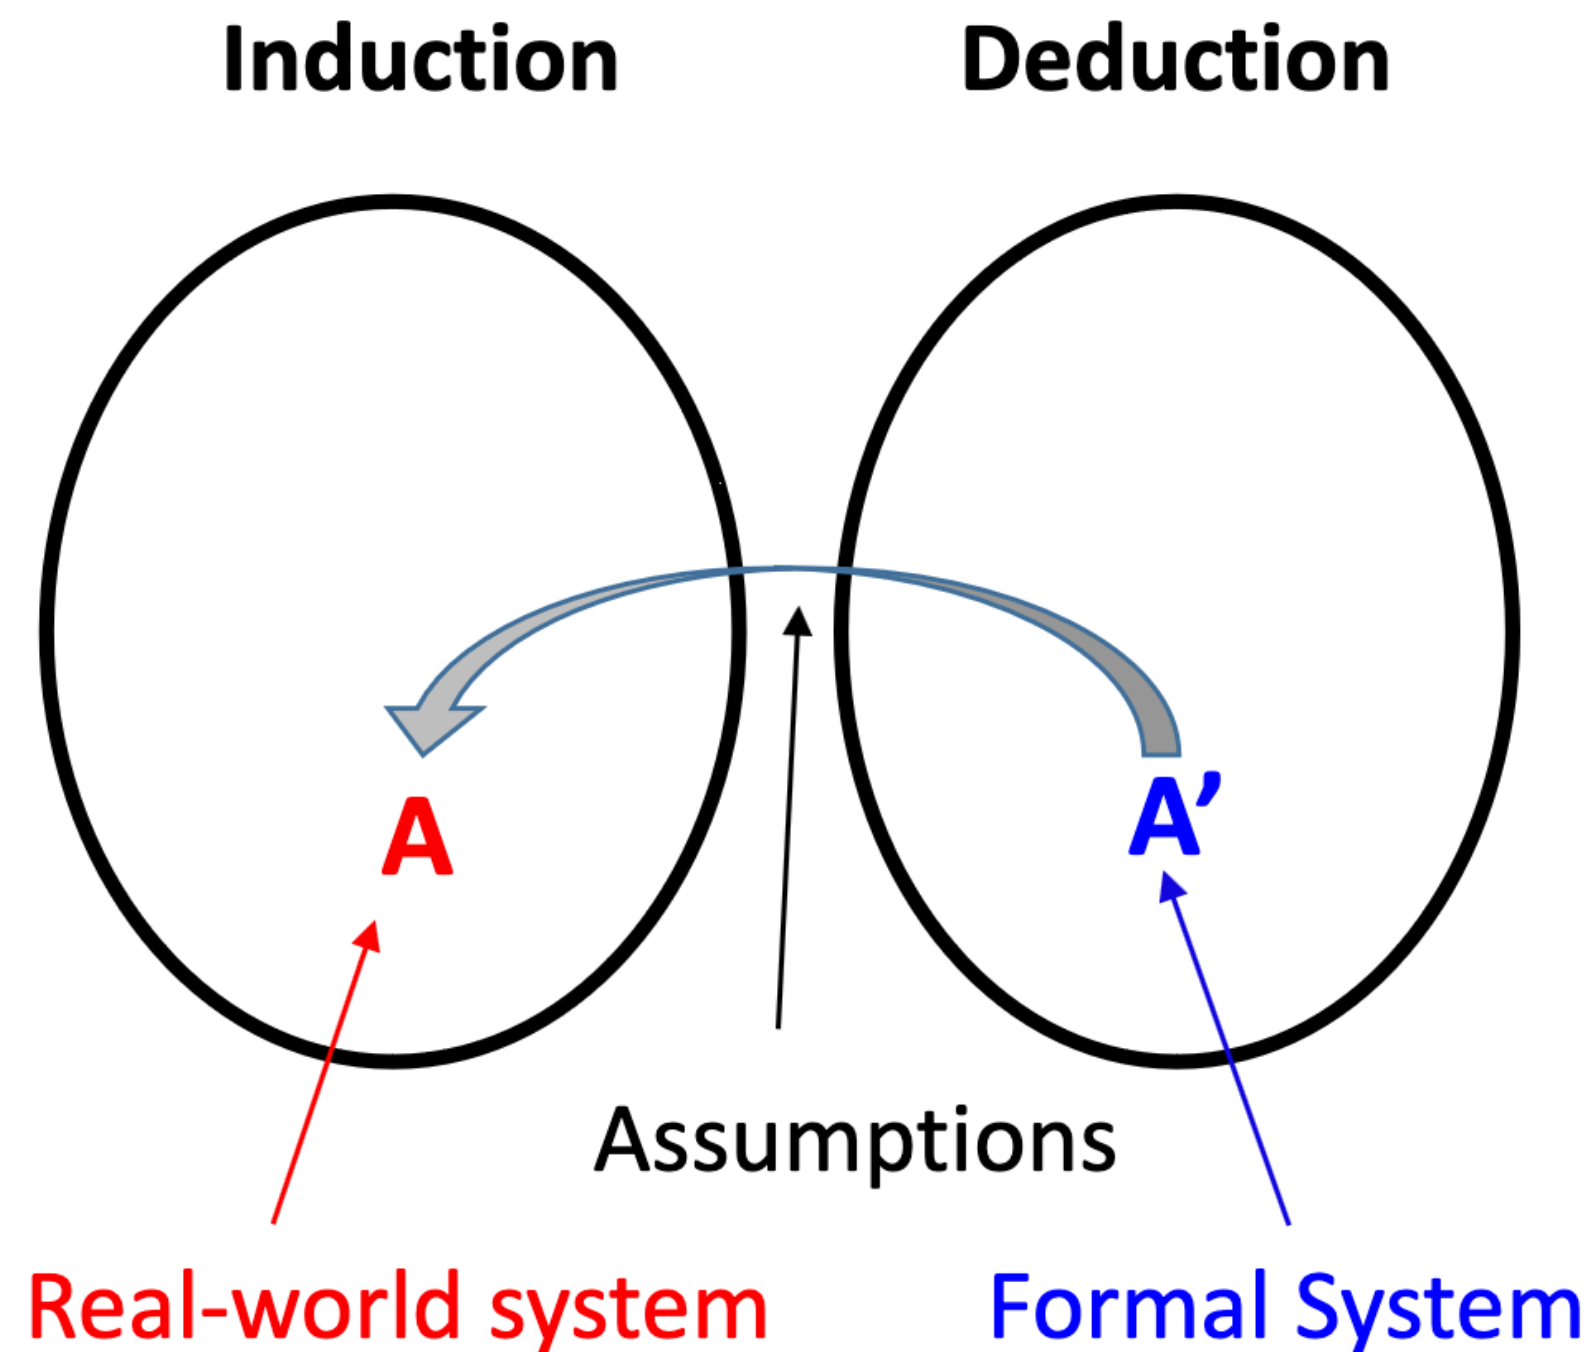 Induction
Deduction
A
A’
Assumptions
Real-world system
Formal System